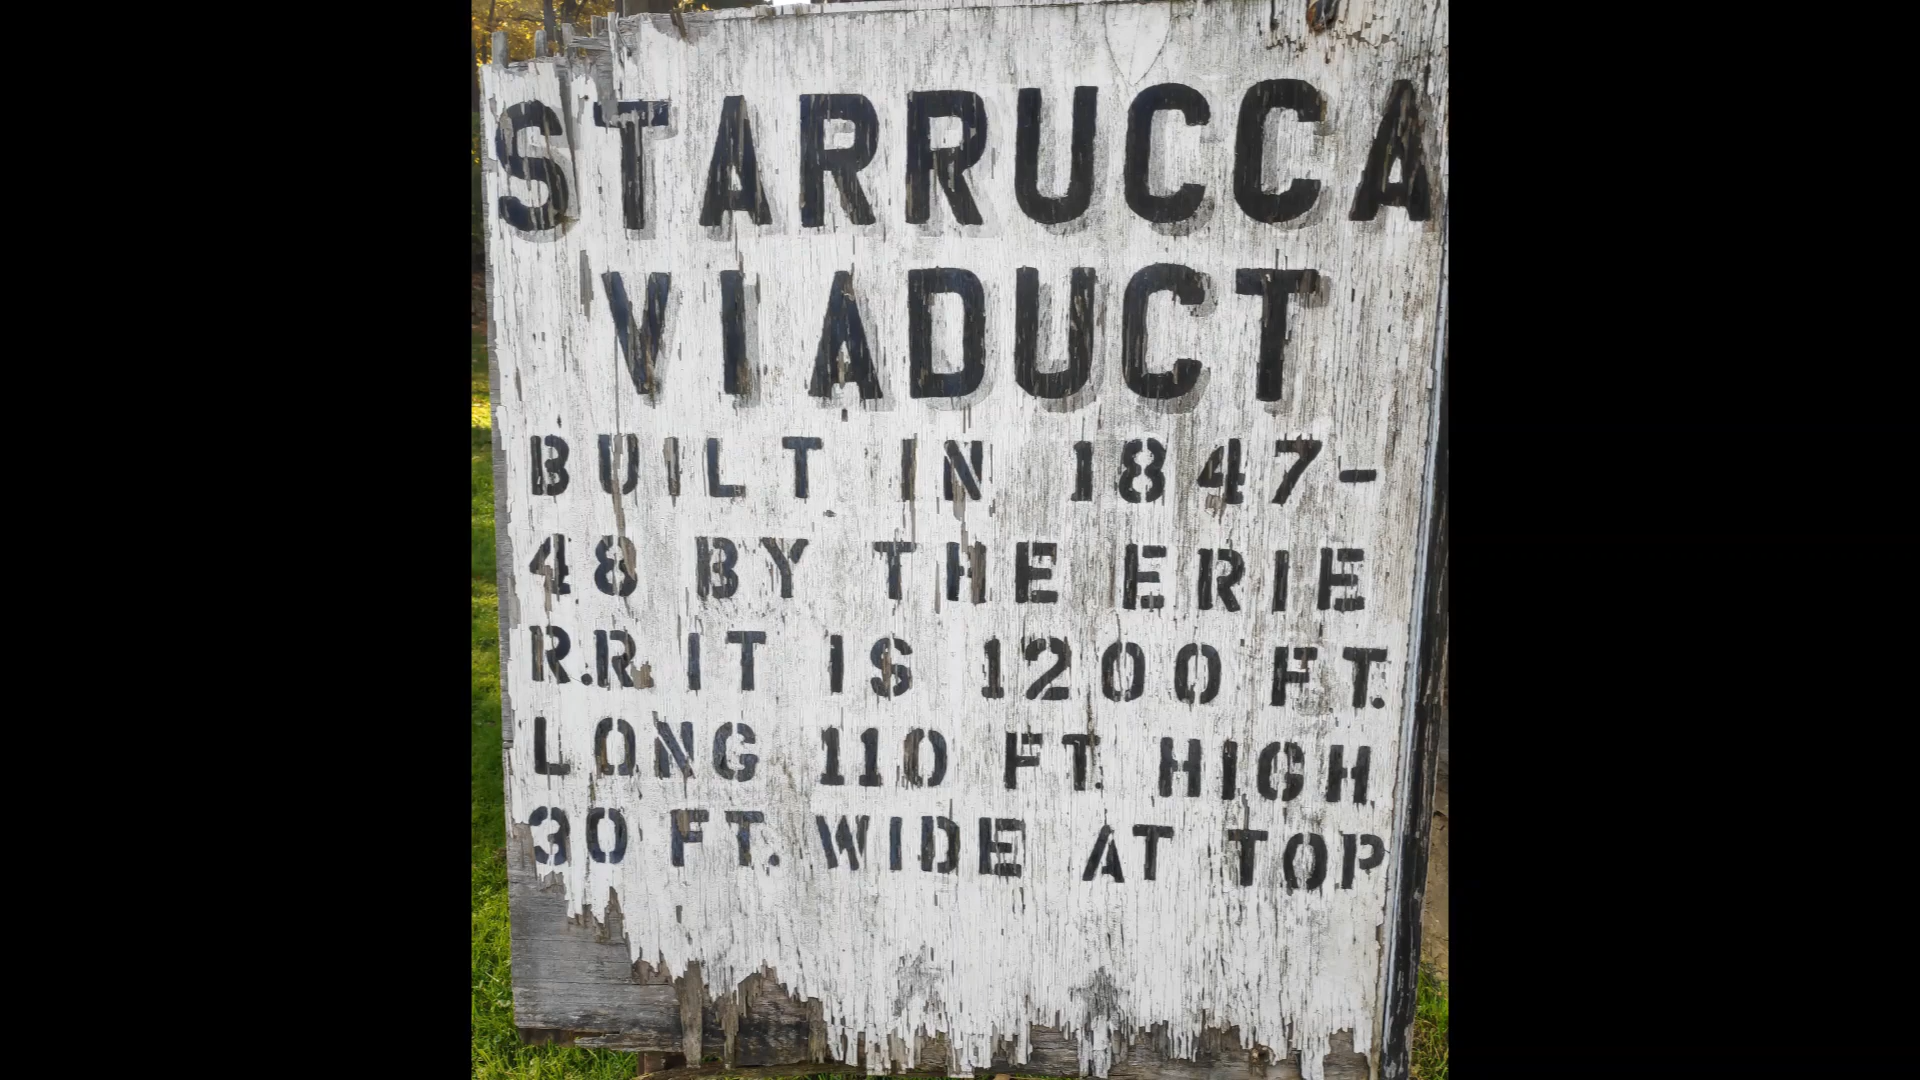 STARRUCCA
VIADUCT
BUILT IN 1847-
48 BY THE ERIE
R.R. IT IS 1200 FT.
LONG 110 FT. HIGH
30 FT. WIDE AT TOP